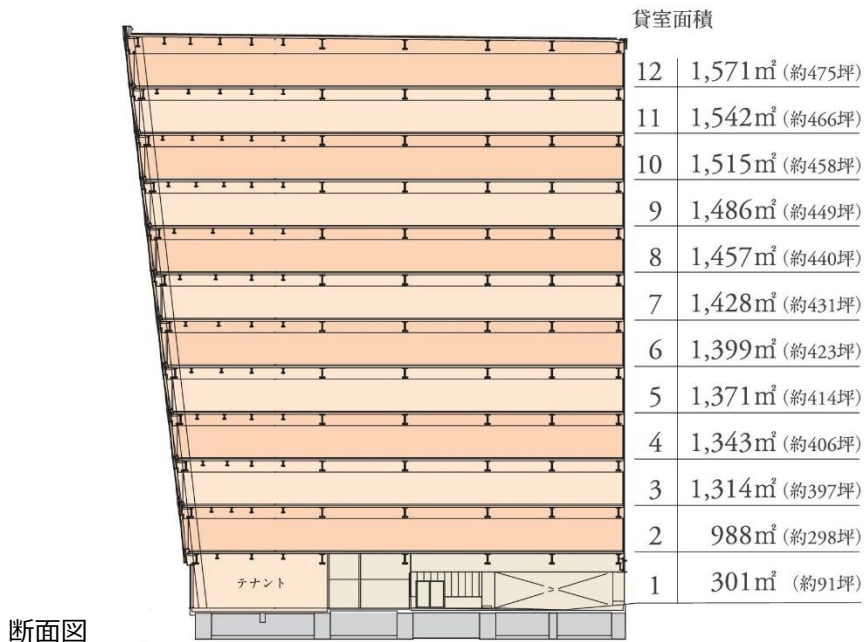 貸室面積
12 1,571㎡(約475坪)
11 1,542㎡(約466坪)
10 1,515㎡(約458坪)
9 1,486㎡(約449坪)
8 1,457㎡(約440坪)
7 1,428㎡(約431坪)
6 1,399㎡(約423坪)
5 1,371㎡(約414坪)
4 1,343㎡(約406坪)
3 1,314㎡(約397坪)
2 988㎡(約298坪)
1 301㎡(約91坪)
テナント
断面図